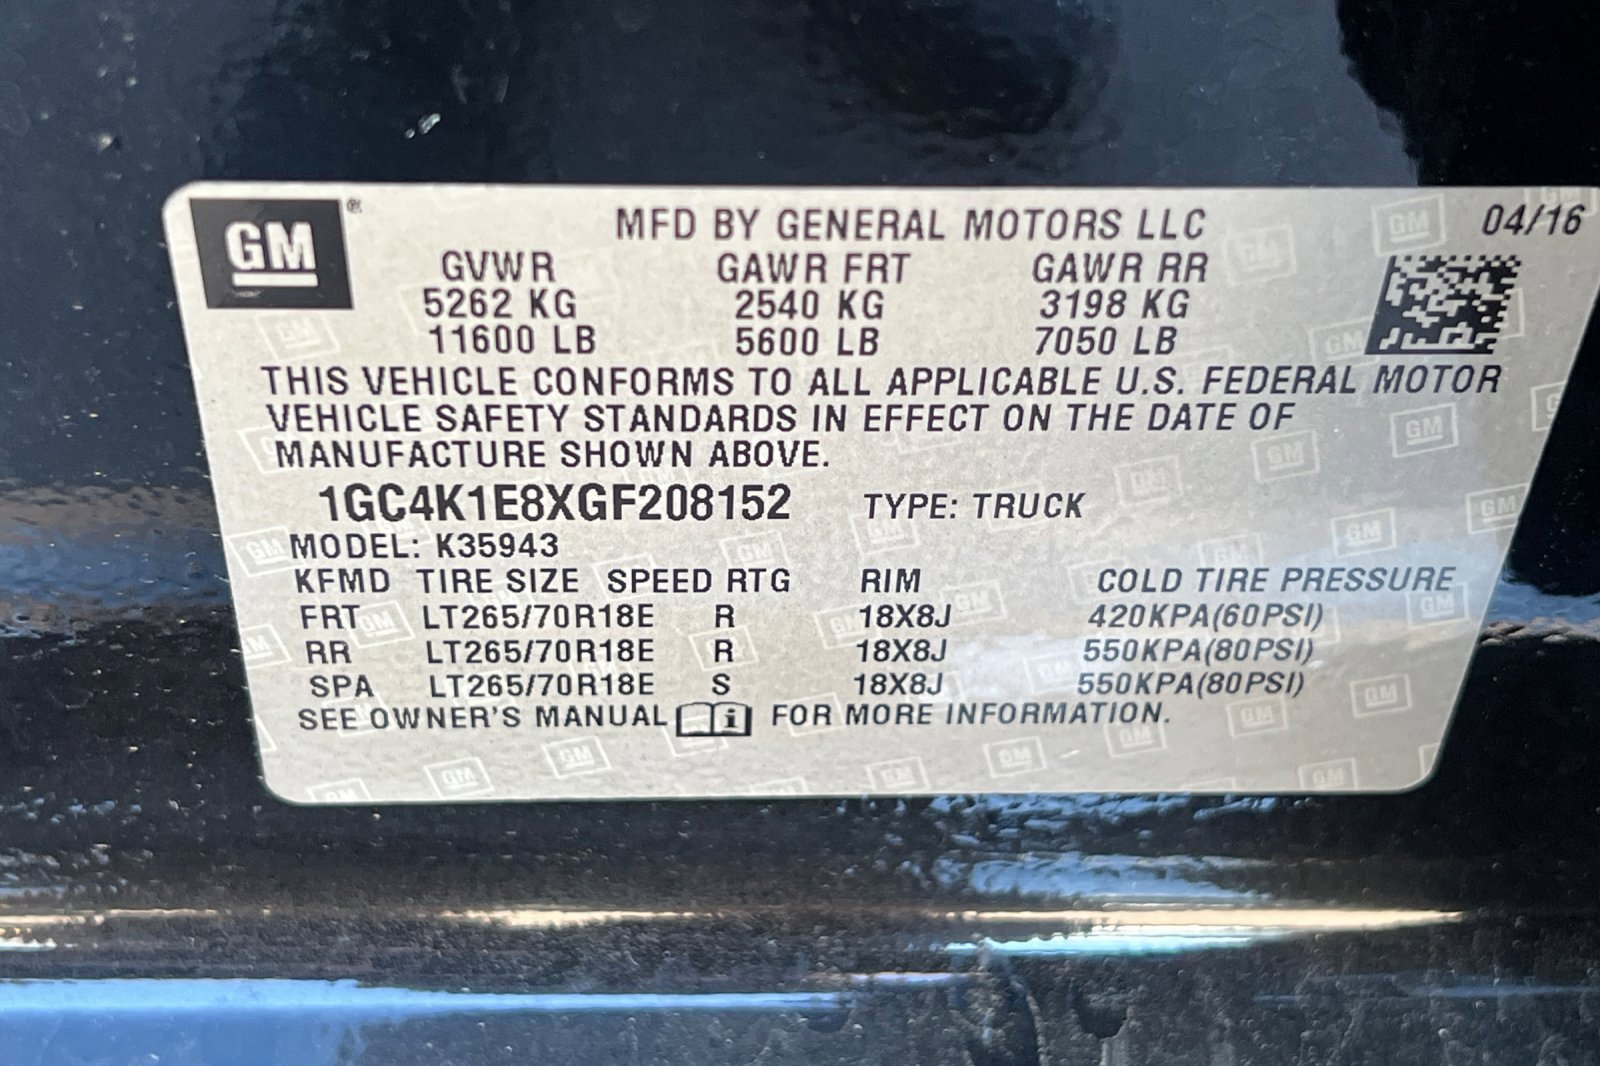 GM®
MFD BY GENERAL MOTORS LLC 04/16
GVWR GAWR FRT GAWR RR
5262 KG 2540 KG 3198 KG
11600 LB 5600 LB 7050 LB
THIS VEHICLE CONFORMS TO ALL APPLICABLE U.S. FEDERAL MOTOR
VEHICLE SAFETY STANDARDS IN EFFECT ON THE DATE OF
MANUFACTURE SHOWN ABOVE.
1GC4K1E8XGF208152 TYPE: TRUCK
MODEL: K35943
KFMD TIRE SIZE SPEED RTG RIM COLD TIRE PRESSURE
FRT LT265/70R18E R 18X8J 420KPA(60PSI)
RR LT265/70R18E R 18X8J 550KPA(80PSI)
SPA LT265/70R18E S 18X8J 550KPA(80PSI)
SEE OWNER'S MANUAL i FOR MORE INFORMATION.